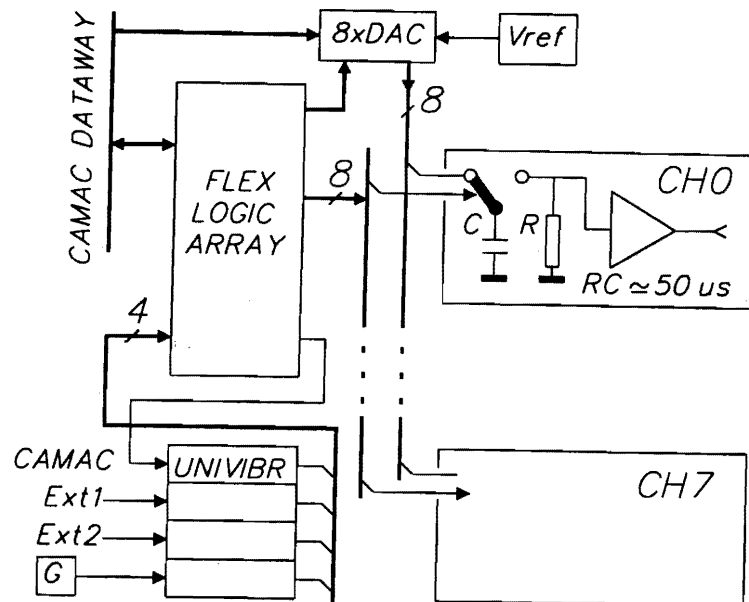 8xDAC
Vref
CAMAC DATAWAY
8
FLEX
LOGIC
ARRAY
8
CH0
C
R
RC ≃ 50 us
4
CAMAC
UNIVIBR
Ext1
Ext2
G
CH7